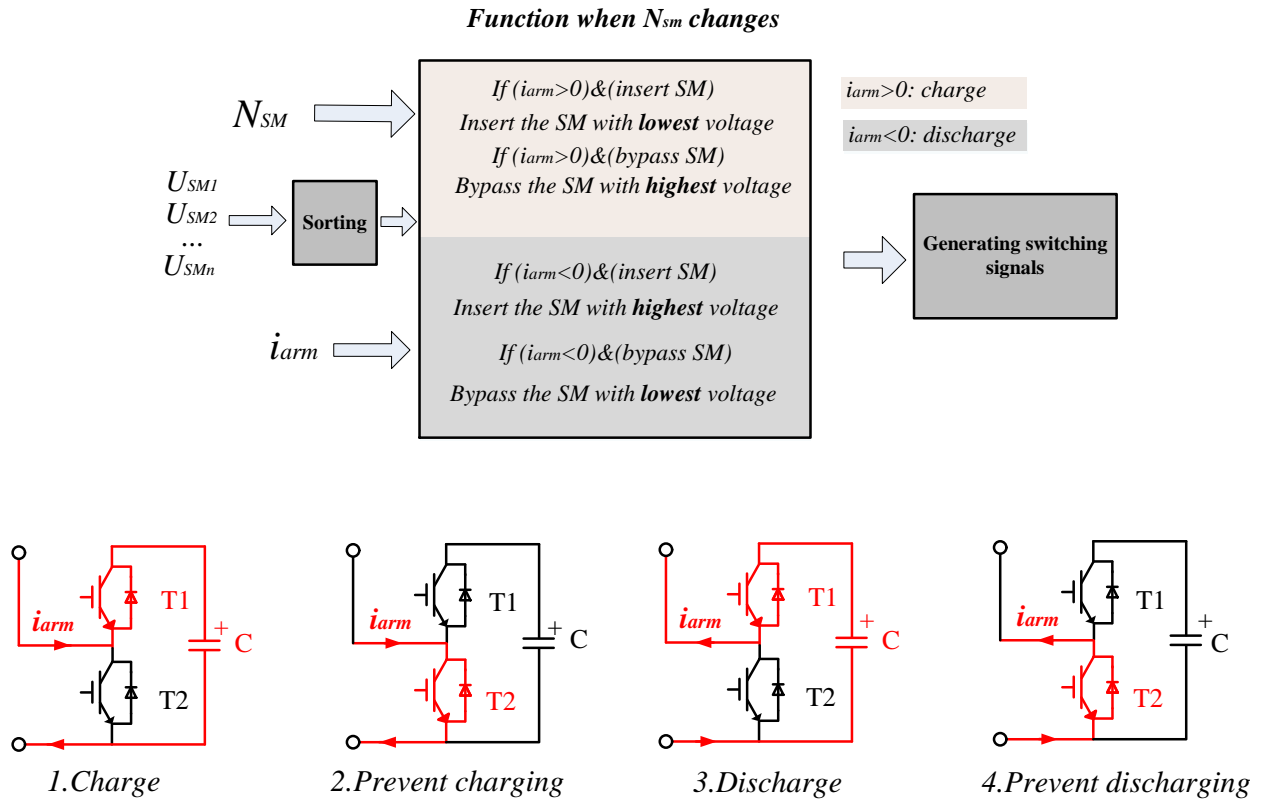 Function when Nsm changes
NSM
USM1
USM2
...
USMn
Sorting
iarm
If (iarm>0)&(insert SM)
Insert the SM with lowest voltage
If (iarm>0)&(bypass SM)
Bypass the SM with highest voltage
If (iarm<0)&(insert SM)
Insert the SM with highest voltage
If (iarm<0)&(bypass SM)
Bypass the SM with lowest voltage
iarm>0: charge
iarm<0: discharge
Generating switching
signals
T1
iarm
+
C
T2
1.Charge
T1
iarm
+
C
T2
2.Prevent charging
T1
iarm
+
C
T2
3.Discharge
T1
iarm
+
C
T2
4.Prevent discharging